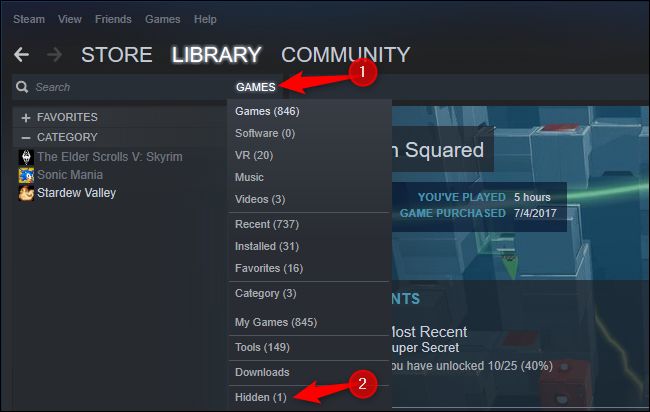 Steam View Friends Games Help
STORE LIBRARY COMMUNITY
Search
GAMES
1
FAVORITES
CATEGORY
The Elder Scrolls V: Skyrim
Sonic Mania
Stardew Valley
Games (846)
Software (0)
VR (20)
Music
Videos (3)
Recent (737)
Installed (31)
Favorites (16)
Category (3)
My Games (845)
Tools (149)
Downloads
Hidden (1)
2
Squared
YOU'VE PLAYED 5 hours
GAME PURCHASED 7/4/2017
Most Recent
uper Secret
ou have unlocked 10/25 (40%)